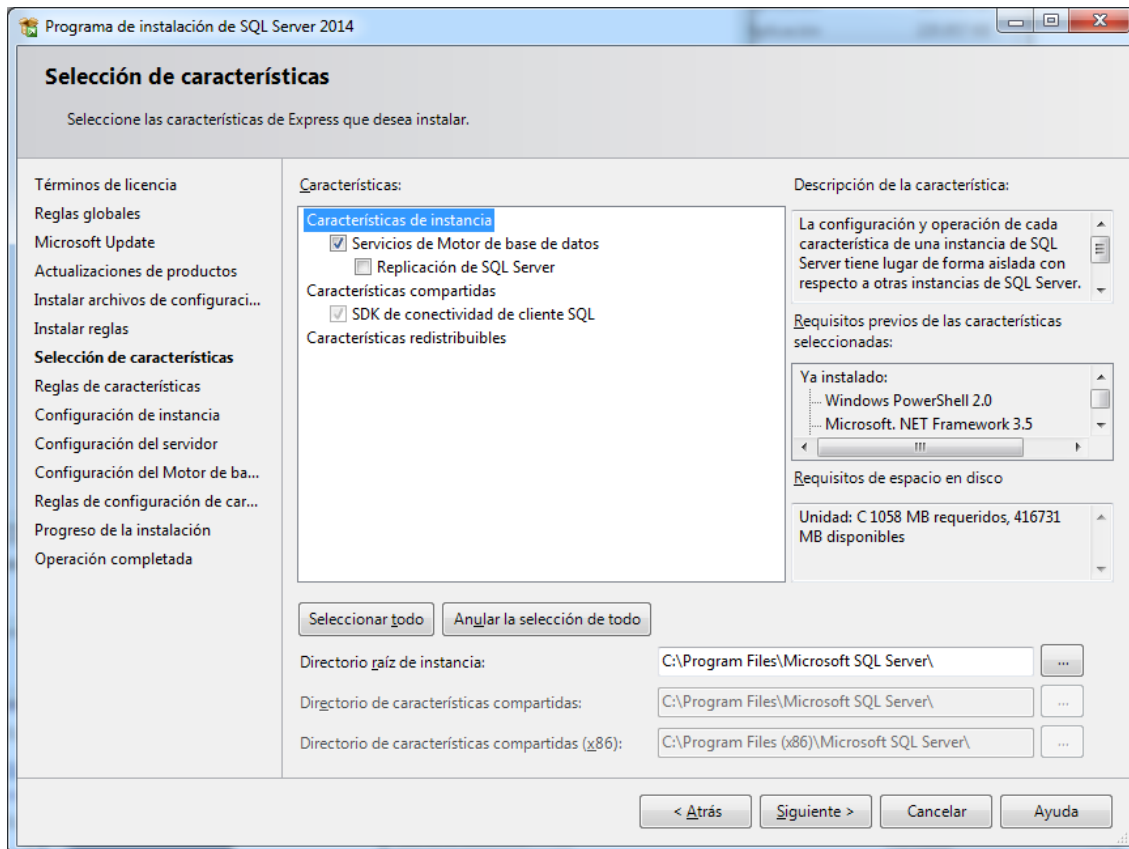 Programa de instalación de SQL Server 2014
Selección de características
Seleccione las características de Express que desea instalar.
Términos de licencia
Reglas globales
Microsoft Update
Actualizaciones de productos
Instalar archivos de configuraci...
Instalar reglas
Selección de características
Reglas de características
Configuración de instancia
Configuración del servidor
Configuración del Motor de ba...
Reglas de configuración de car...
Progreso de la instalación
Operación completada
Características:
Características de instancia
Servicios de Motor de base de datos
Replicación de SQL Server
Características compartidas
SDK de conectividad de cliente SQL
Características redistribuibles
Descripción de la característica:
La configuración y operación de cada
característica de una instancia de SQL
Server tiene lugar de forma aislada con
respecto a otras instancias de SQL Server.
Requisitos previos de las características
seleccionadas:
Ya instalado:
Windows PowerShell 2.0
Microsoft. NET Framework 3.5
Requisitos de espacio en disco
Unidad: C 1058 MB requeridos, 416731
MB disponibles
Seleccionar todo
Anular la selección de todo
Directorio raíz de instancia:
C:\Program Files\Microsoft SQL Server\
...
Directorio de características compartidas:
C:\Program Files\Microsoft SQL Server\
...
Directorio de características compartidas (x86):
C:\Program Files (x86)\Microsoft SQL Server\
...
< Atrás
Siguiente >
Cancelar
Ayuda